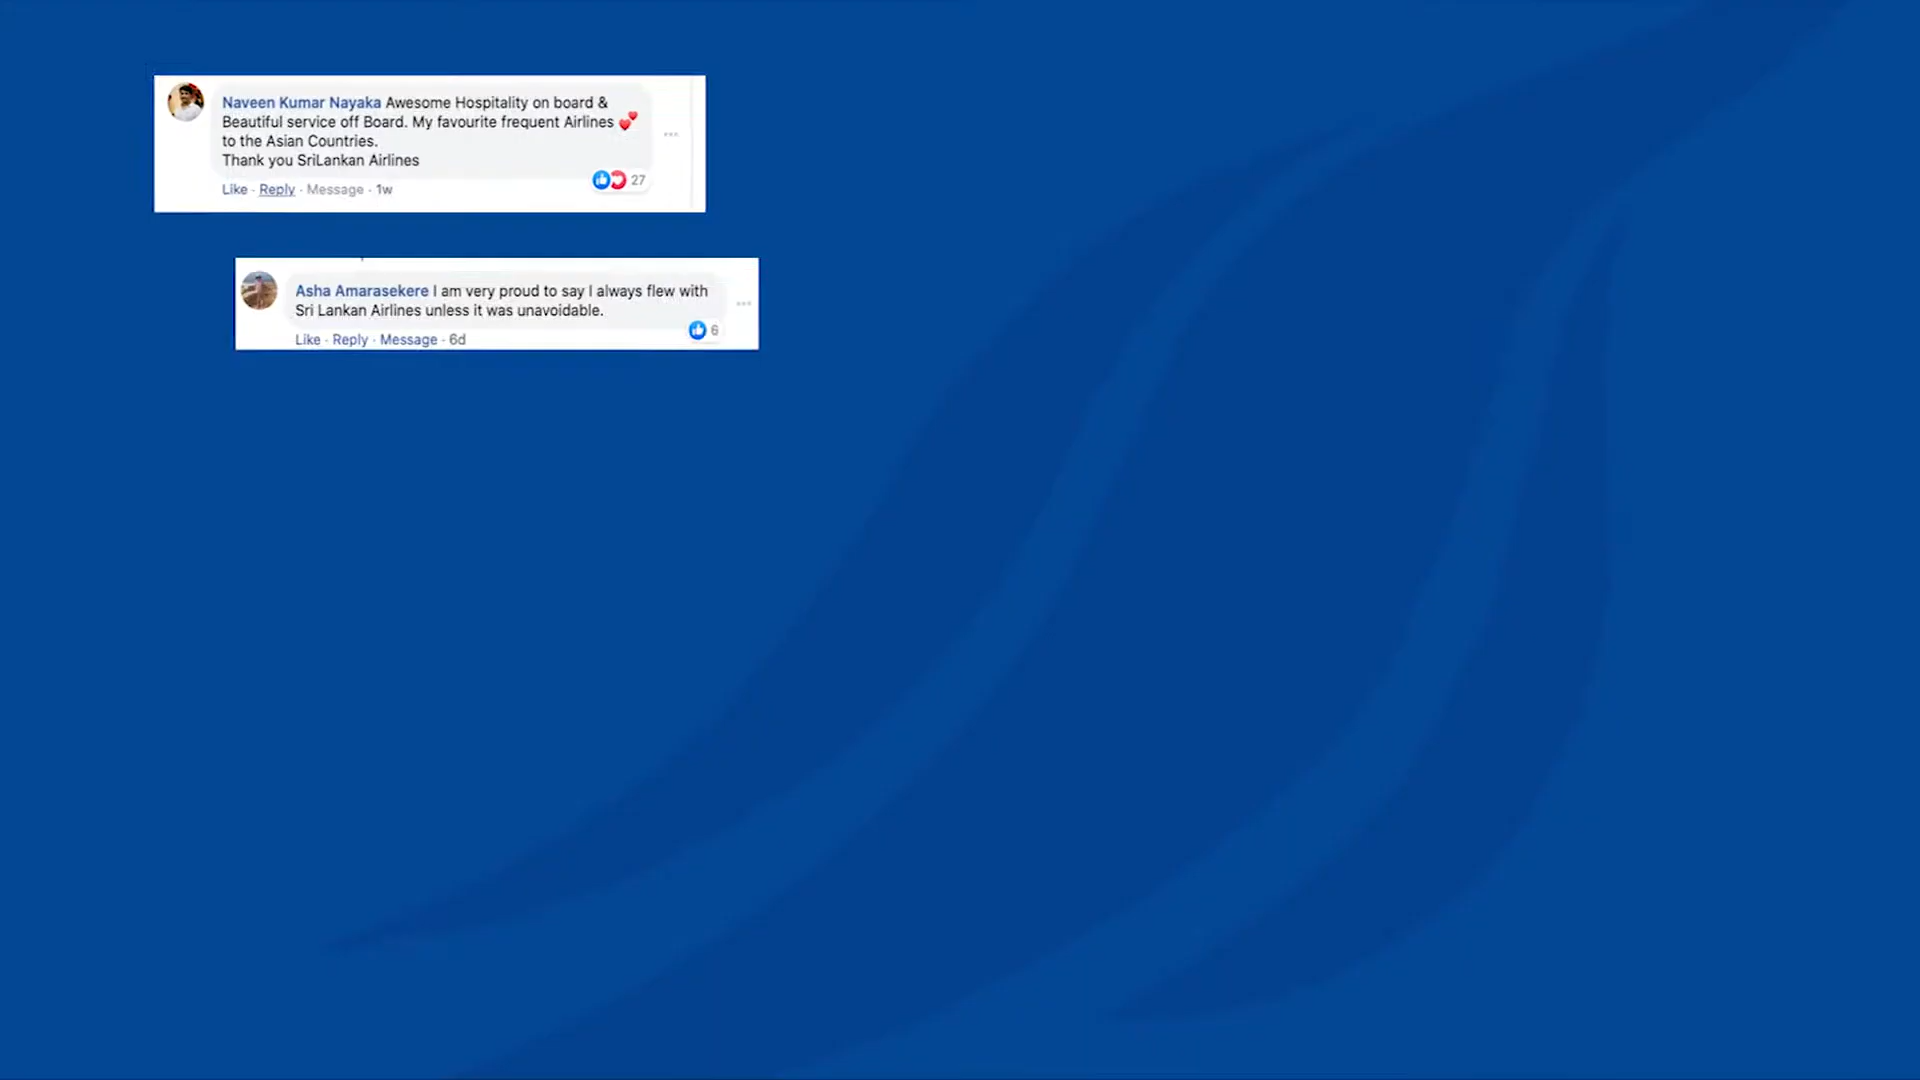 Naveen Kumar Nayaka Awesome Hospitality on board &
Beautiful service off Board. My favourite frequent Airlines 💕
to the Asian Countries.
Thank you SriLankan Airlines
Like · Reply · Message · 1w
27
Asha Amarasekere I am very proud to say I always flew with
Sri Lankan Airlines unless it was unavoidable.
6
Like · Reply · Message · 6d